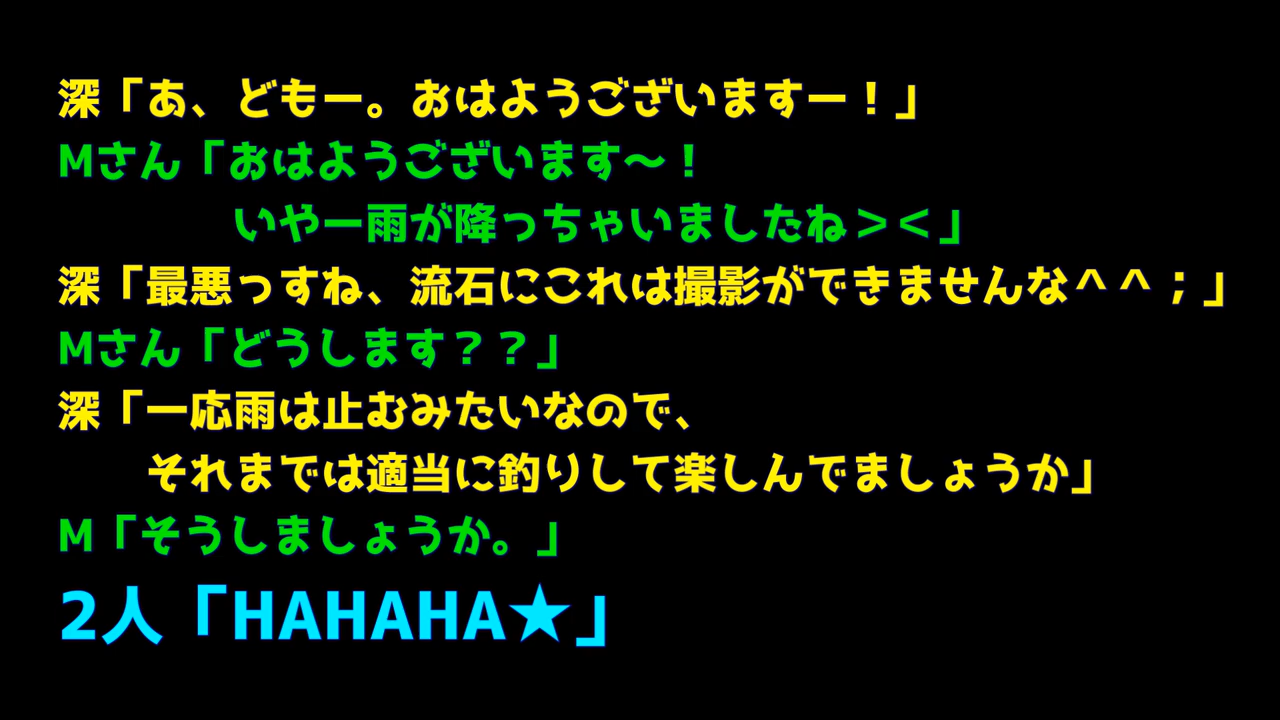 深「あ、どもー。おはようございますー！」
Mさん「おはようございます～！
いやー雨が降っちゃいましたね＞＜」
深「最悪っすね、流石にこれは撮影ができませんな＾＾；」
Mさん「どうします？？」
深「一応雨は止むみたいなので、
それまでは適当に釣りして楽しんでましょうか」
M「そうしましょうか。」
2人「HAHAHA★」